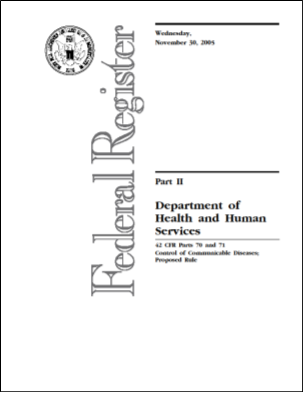 Federal Register
Wednesday,
November 30, 2005
Part II
Department of
Health and Human
Services
42 CFR Parts 70 and 71
Control of Communicable Diseases;
Proposed Rule